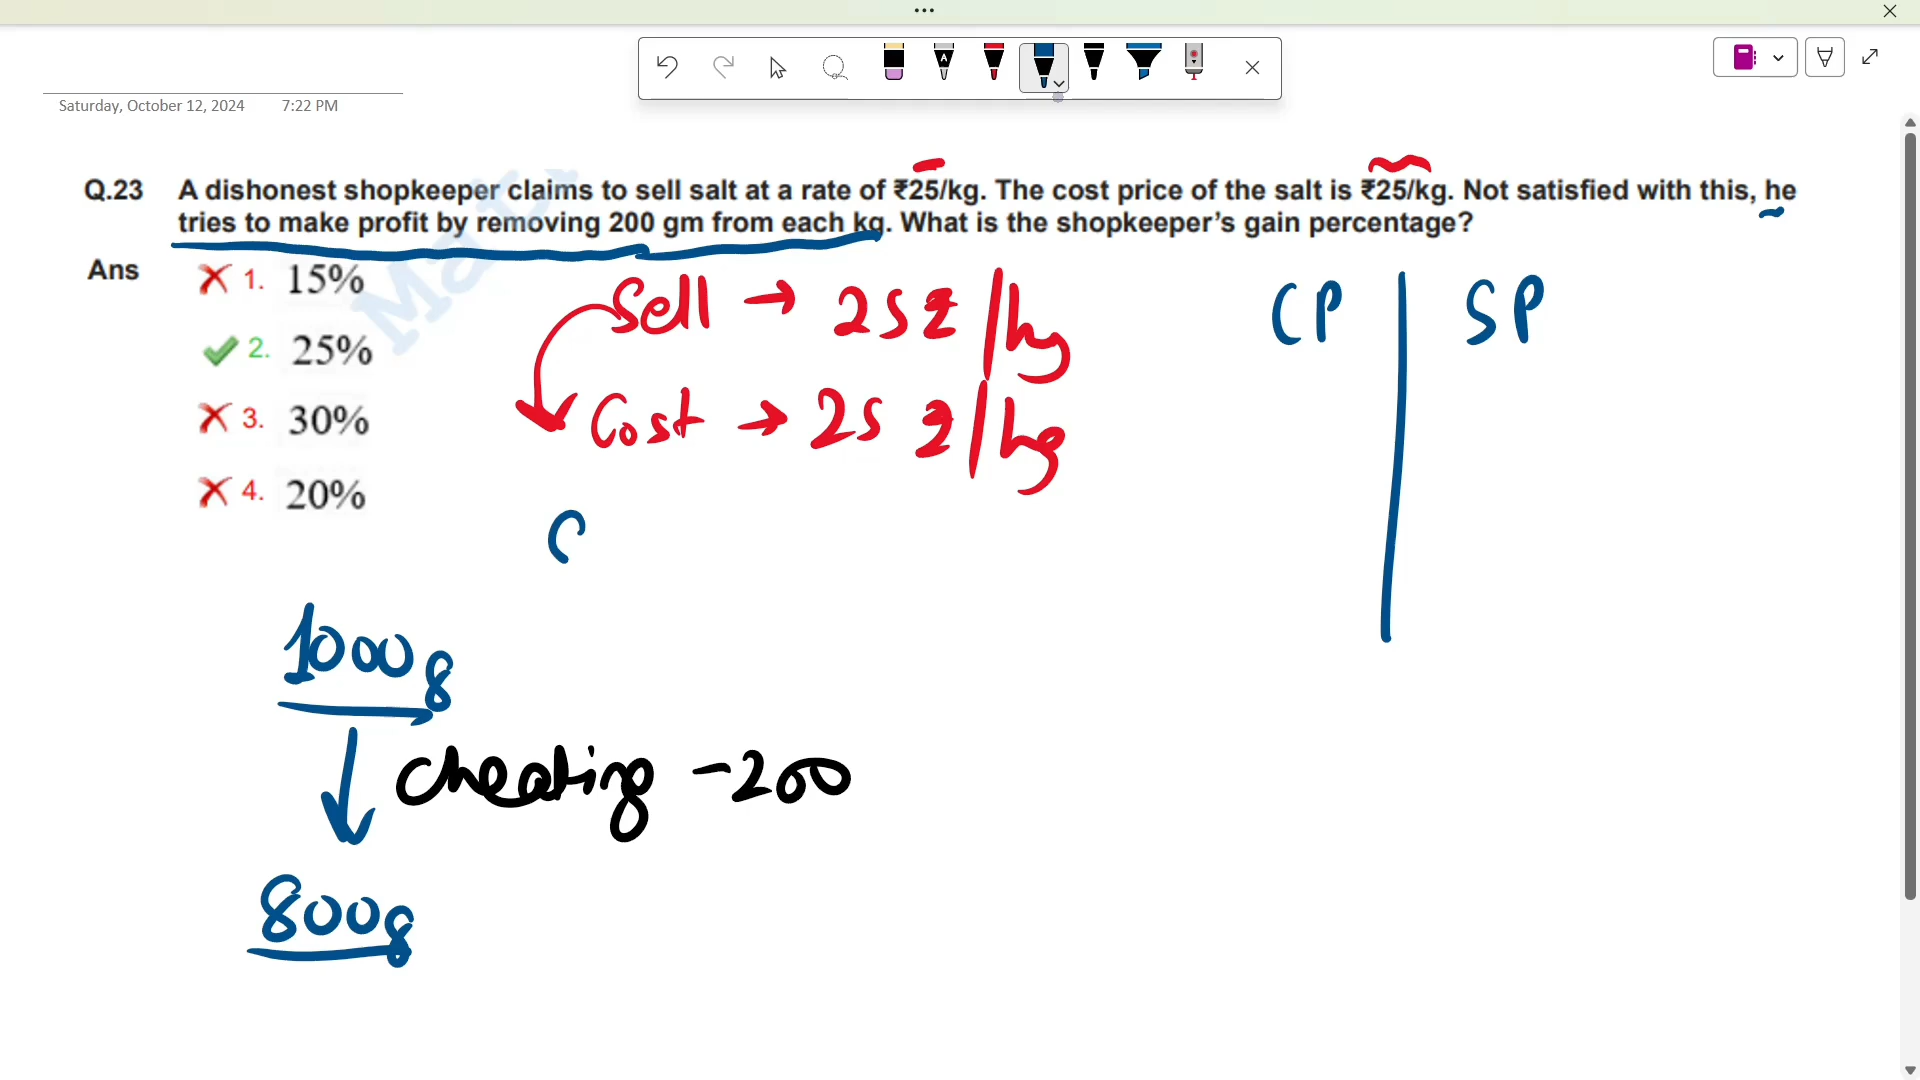 Saturday, October 12, 2024 7:22 PM
Q.23 A dishonest shopkeeper claims to sell salt at a rate of ₹25/kg. The cost price of the salt is ₹25/kg. Not satisfied with this, he
tries to make profit by removing 200 gm from each kg. What is the shopkeeper's gain percentage?
Ans 1. 15%
2. 25%
3. 30%
4. 20%
Sell → 25 ₹/kg
Cost → 25 ₹/kg
CP SP
C
1000g
cheating -200
800g